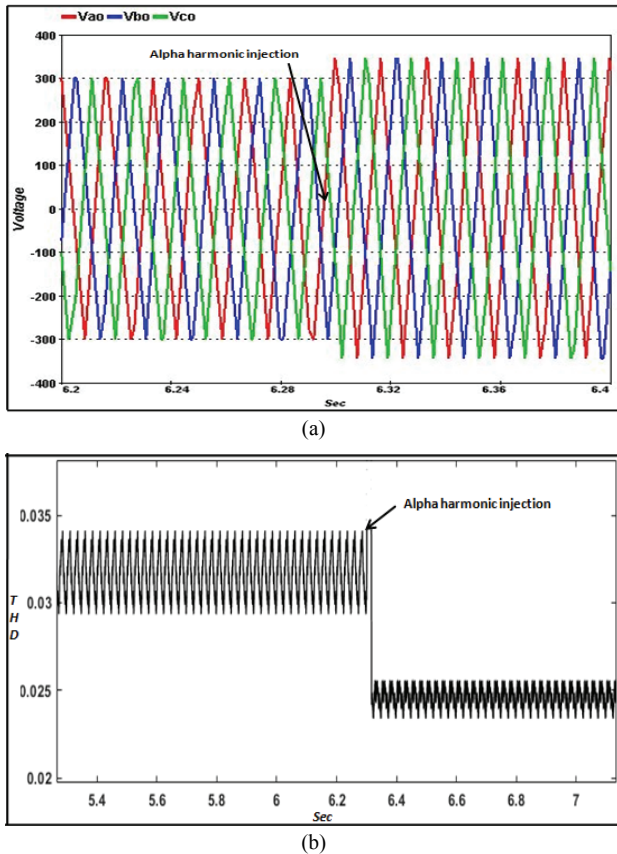 Vao Vbo Vco
400
Alpha harmonic injection
300
200
100
0
-100
-200
-300
-400
Voltage
6.2 6.24 6.28 6.32 6.36 6.4
Sec
(a)
0.035
Alpha harmonic injection
0.03
T
H
D
0.025
0.02
5.4 5.6 5.8 6 6.2 6.4 6.6 6.8 7
Sec
(b)